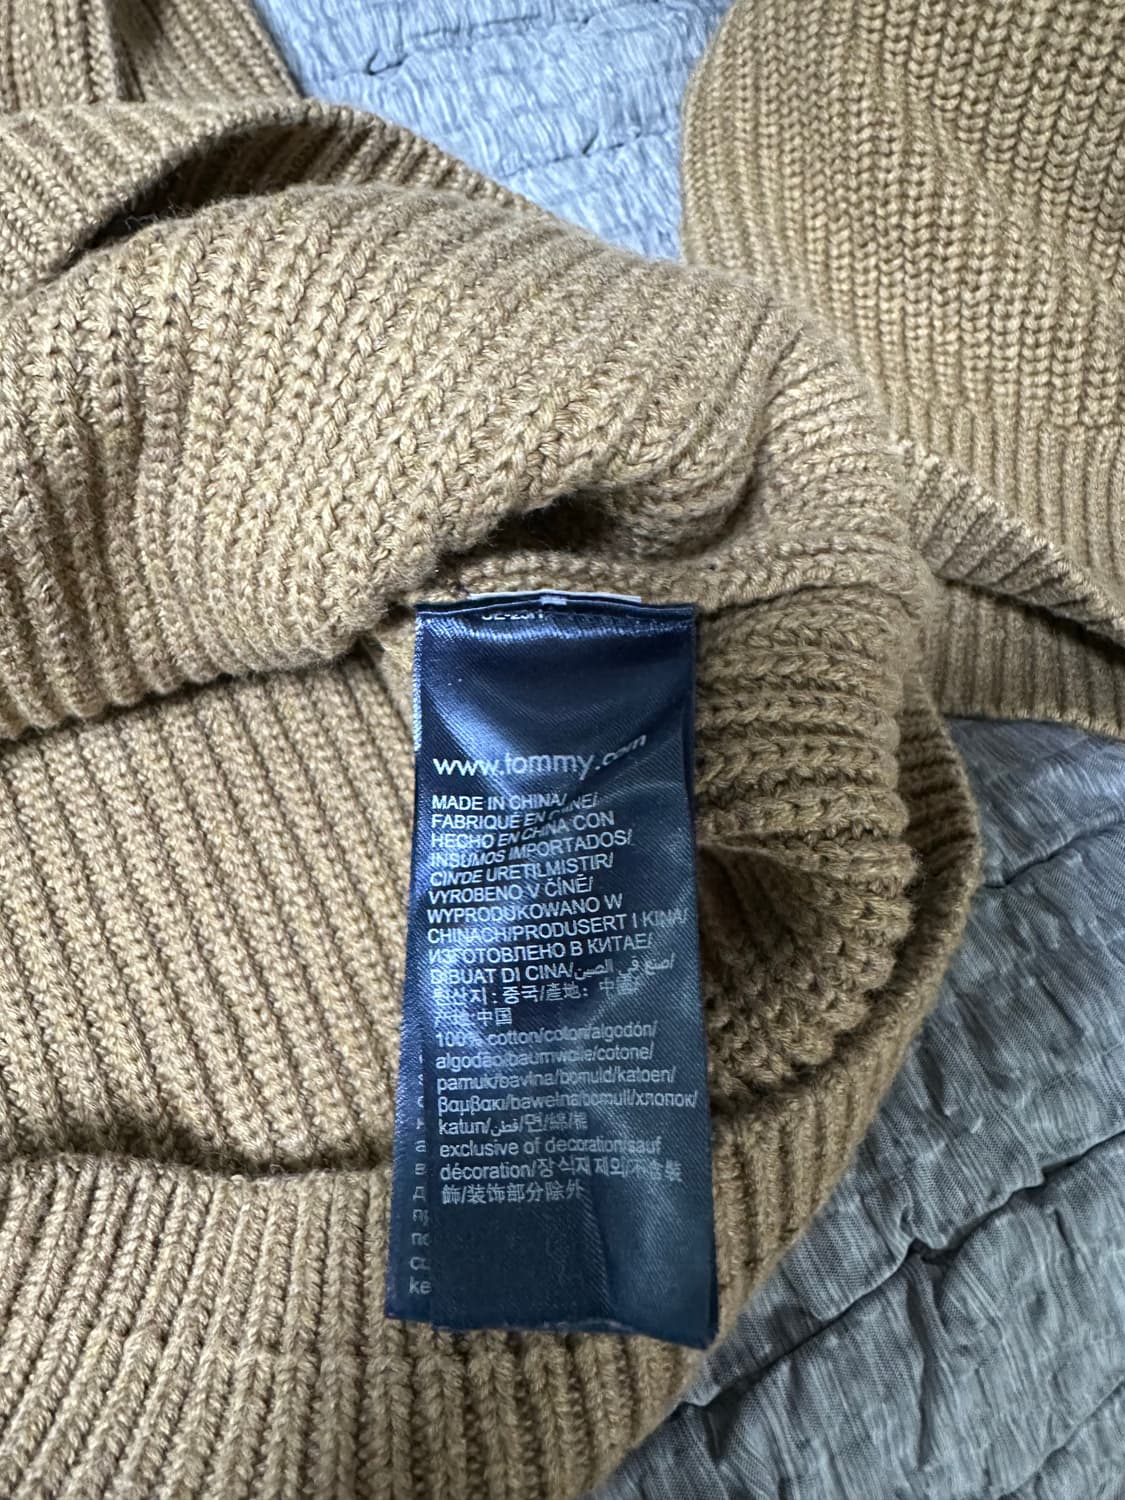 www.tommy.com
MADE IN CHINA/
FABRIQUÉ EN CHINE/
HECHO EN CHINA CON
INSUMOS IMPORTADOS/
CIN'DE URETILMISTIR/
VYROBENO V ČÍNĚ/
WYPRODUKOWANO W
CHINACH/PRODUSERT I KINA/
ИЗГОТОВЛЕНО В КИТАЕ/
DIBUAT DI CINA/صنع في الصين/
원산지 : 중국/產地: 中國/
产地:中国
100% cotton/coton/algodón/
algodão/baumwolle/cotone/
pamuk/bavlna/bomuld/katoen/
βαμβακι/bawełna/bomull/хлопок/
katun/قطن/면/綿/棉
exclusive of decoration/sauf
décoration/장식재제외/不含裝
飾/装饰部分除外